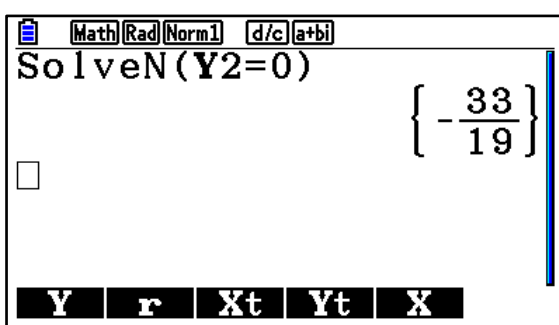 Math Rad Norm1 d/c a+bi
SolveN(Y2=0)
{-33/19}
Y r Xt Yt X